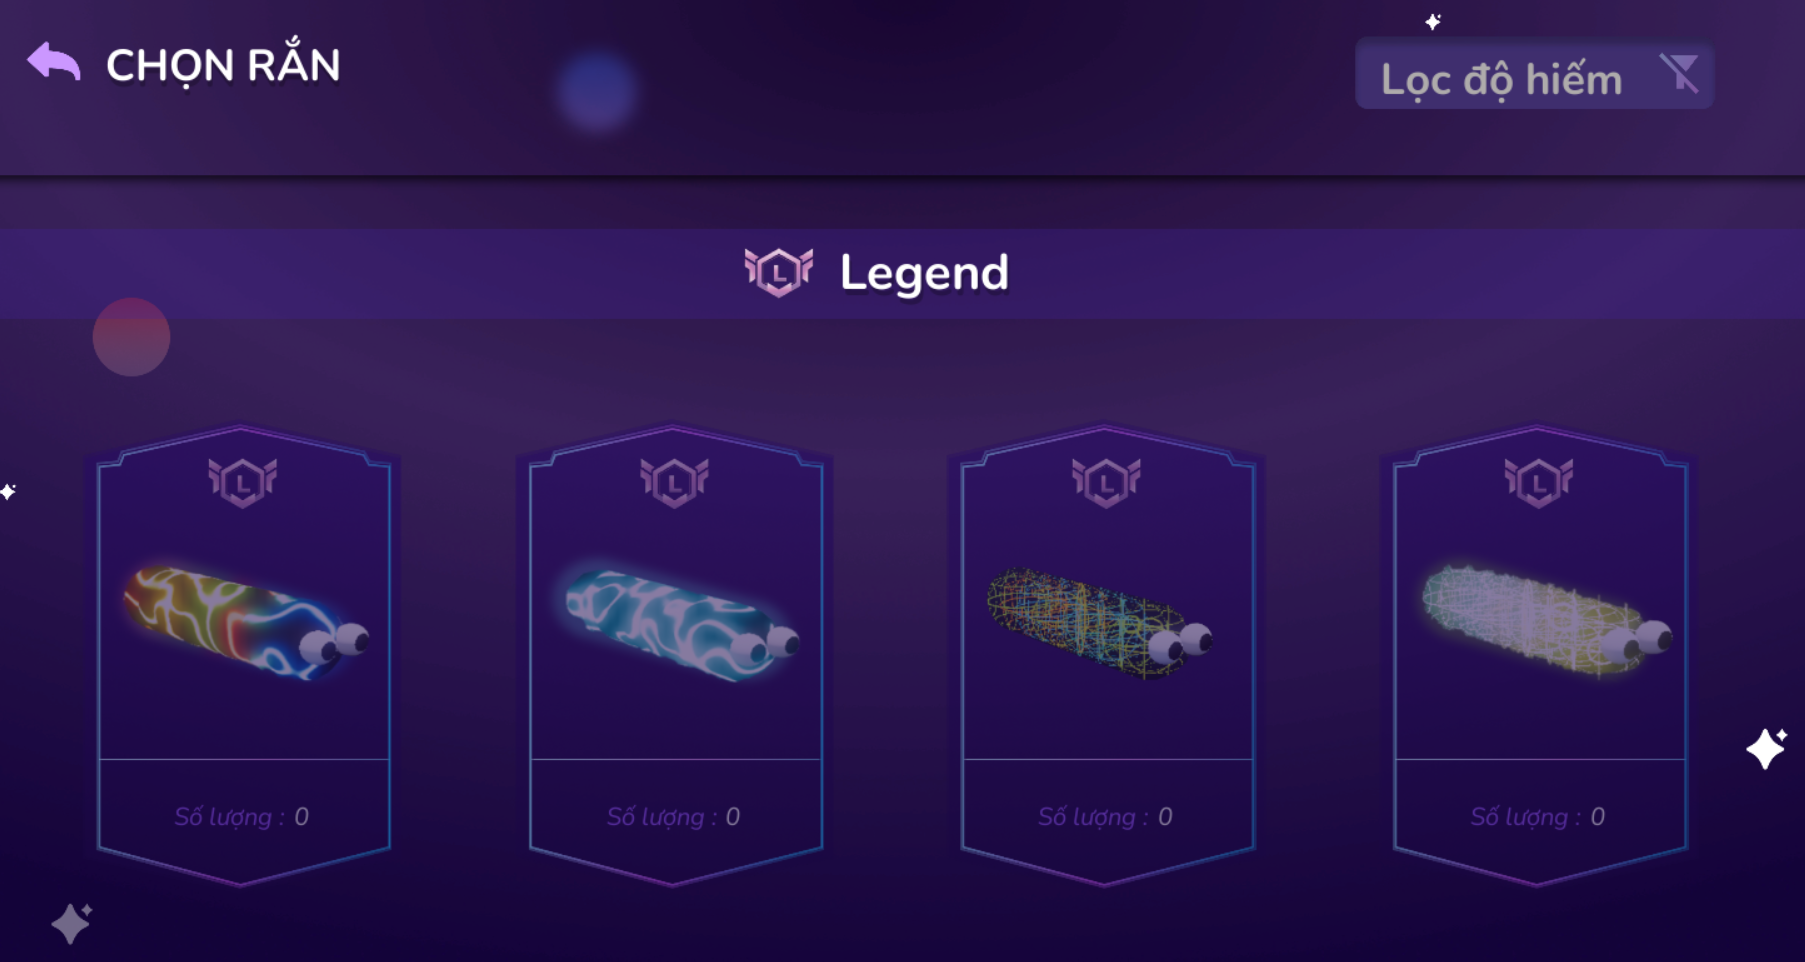 CHỌN RẮN
Lọc độ hiếm
L Legend
L
L
L
L
Số lượng : 0
Số lượng : 0
Số lượng : 0
Số lượng : 0